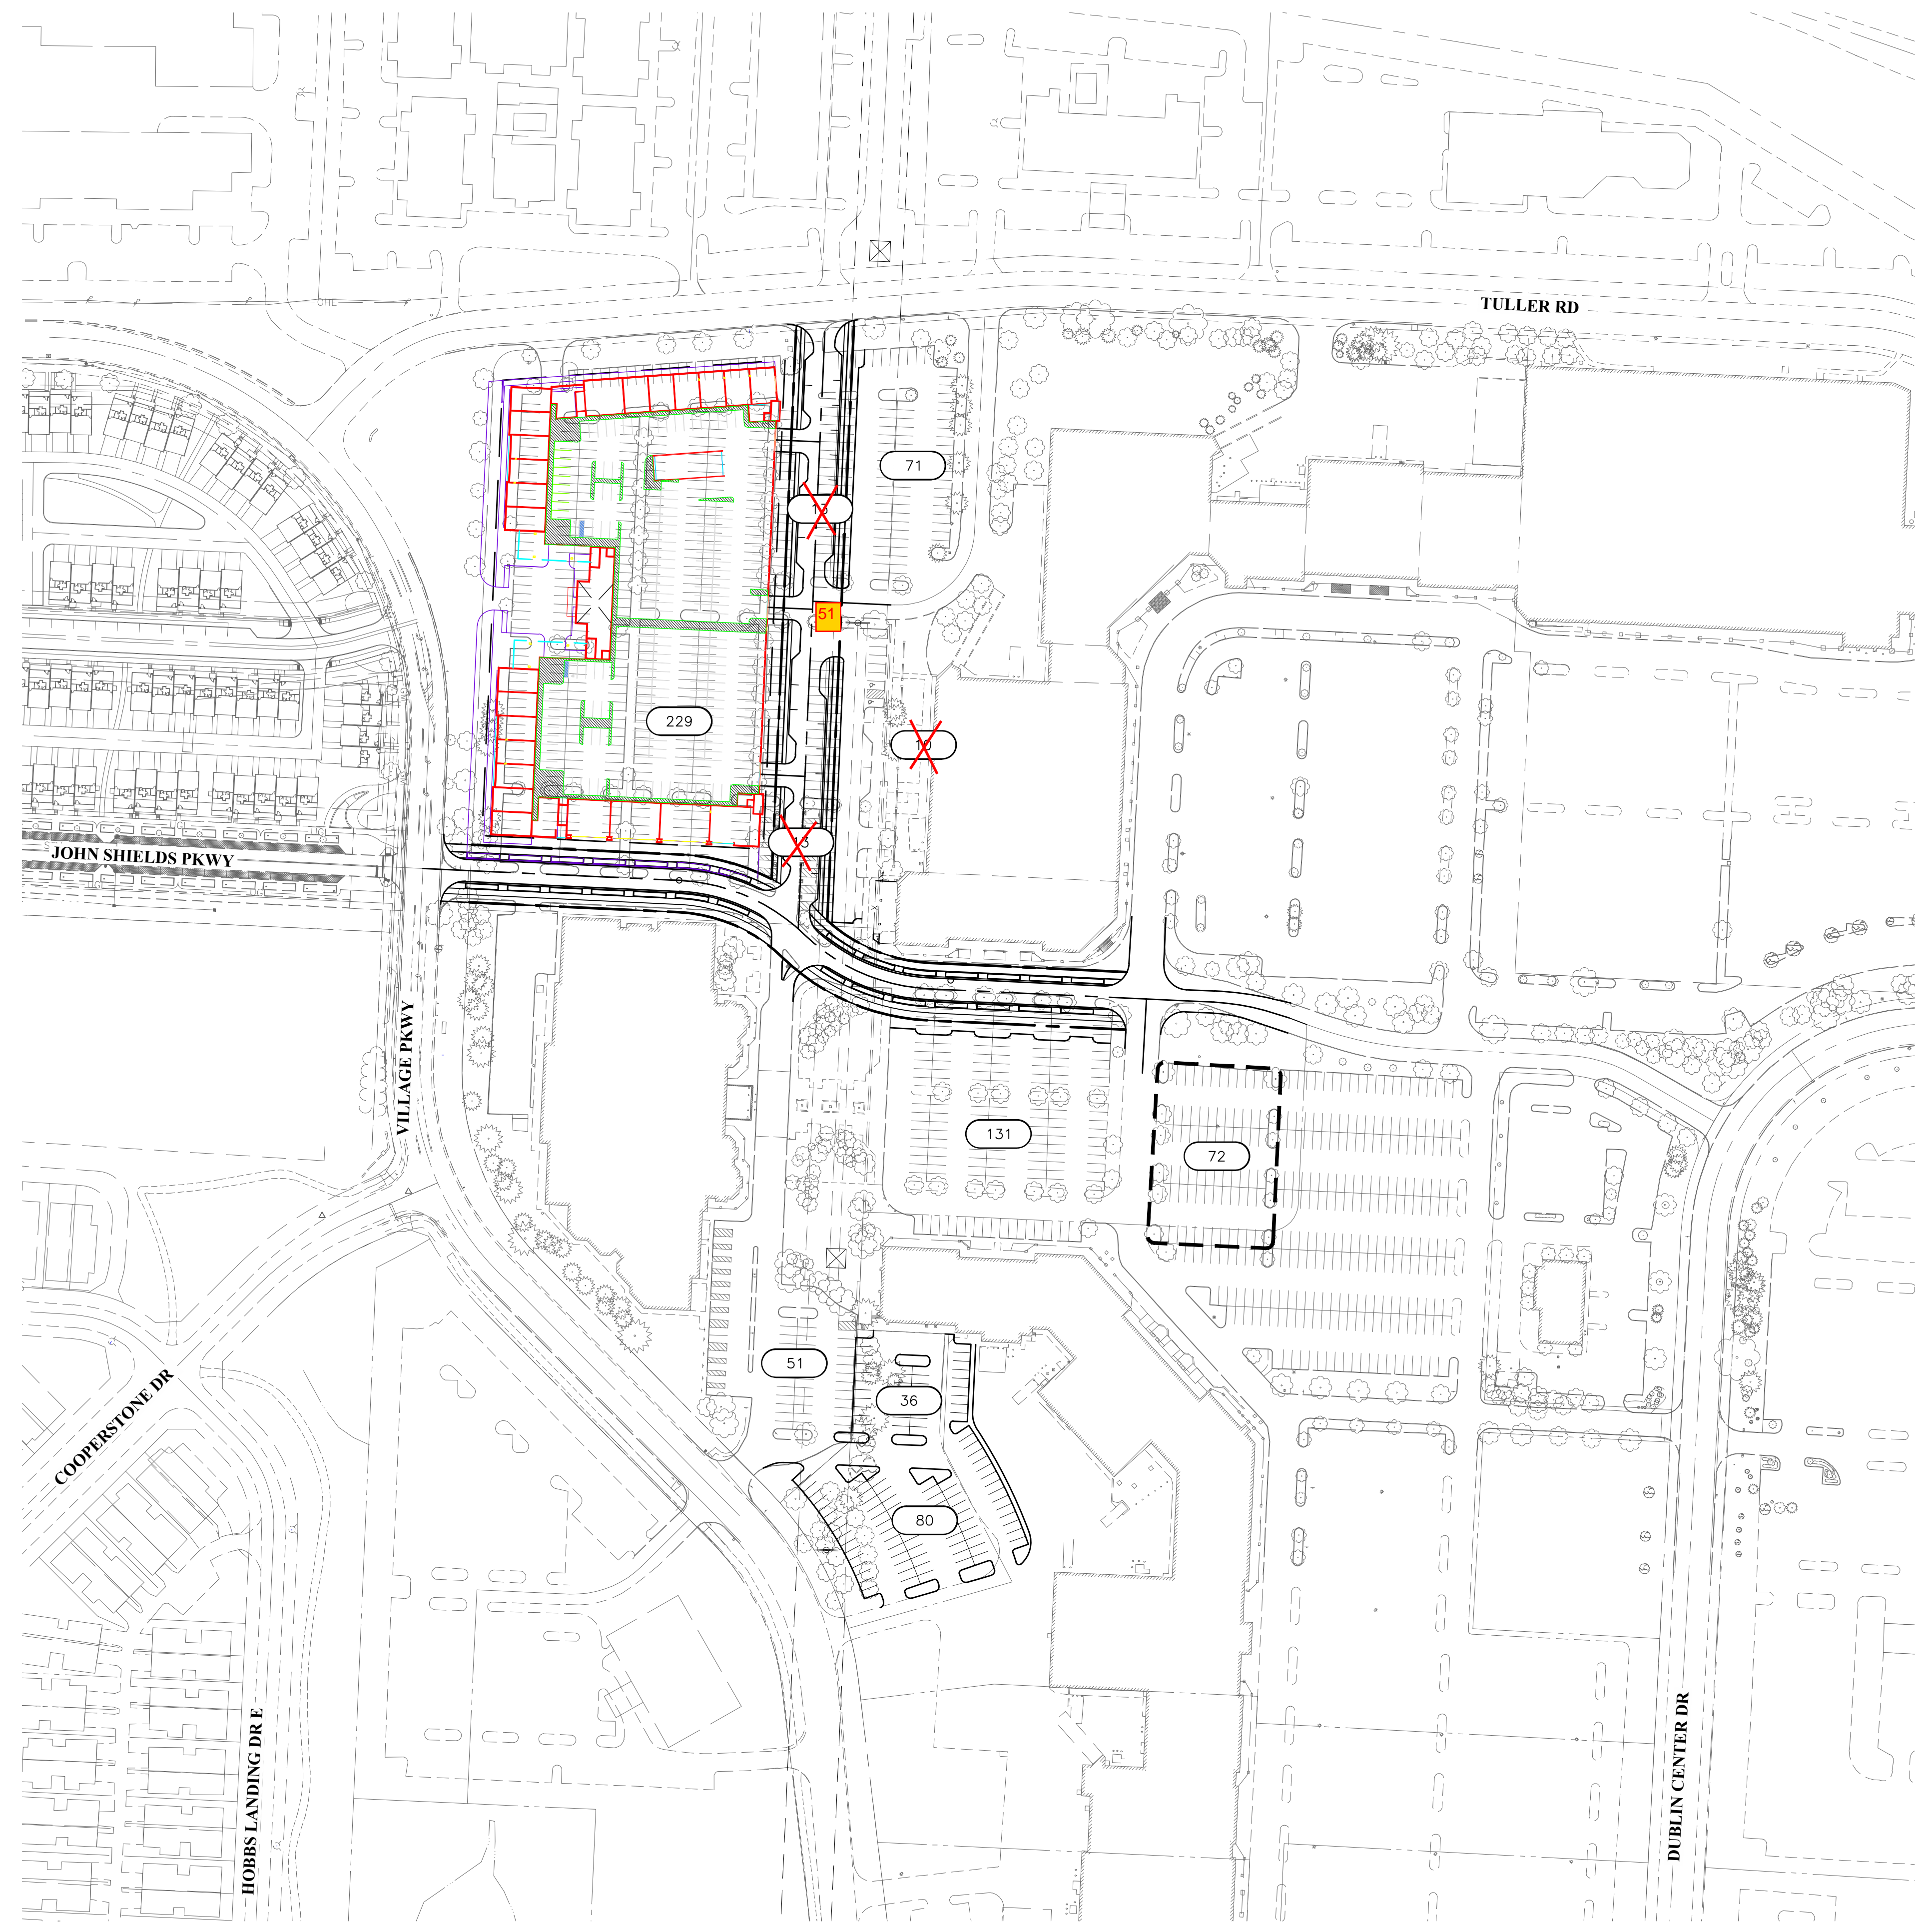 OHE
TULLER RD
71
51
229
JOHN SHIELDS PKWY
VILLAGE PKWY
131
72
51
36
COOPERSTONE DR
80
HOBBS LANDING DR E
DUBLIN CENTER DR